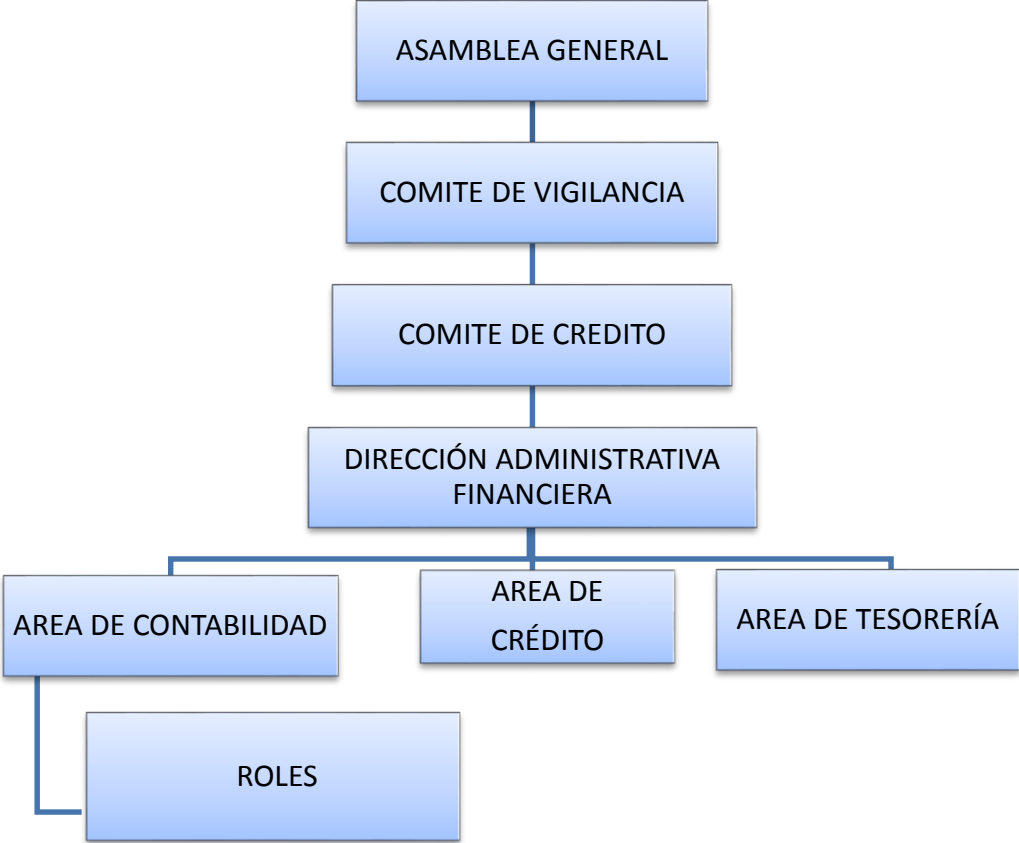 ASAMBLEA GENERAL
COMITE DE VIGILANCIA
COMITE DE CREDITO
DIRECCIÓN ADMINISTRATIVA
FINANCIERA
AREA DE CONTABILIDAD
AREA DE
CRÉDITO
AREA DE TESORERÍA
ROLES